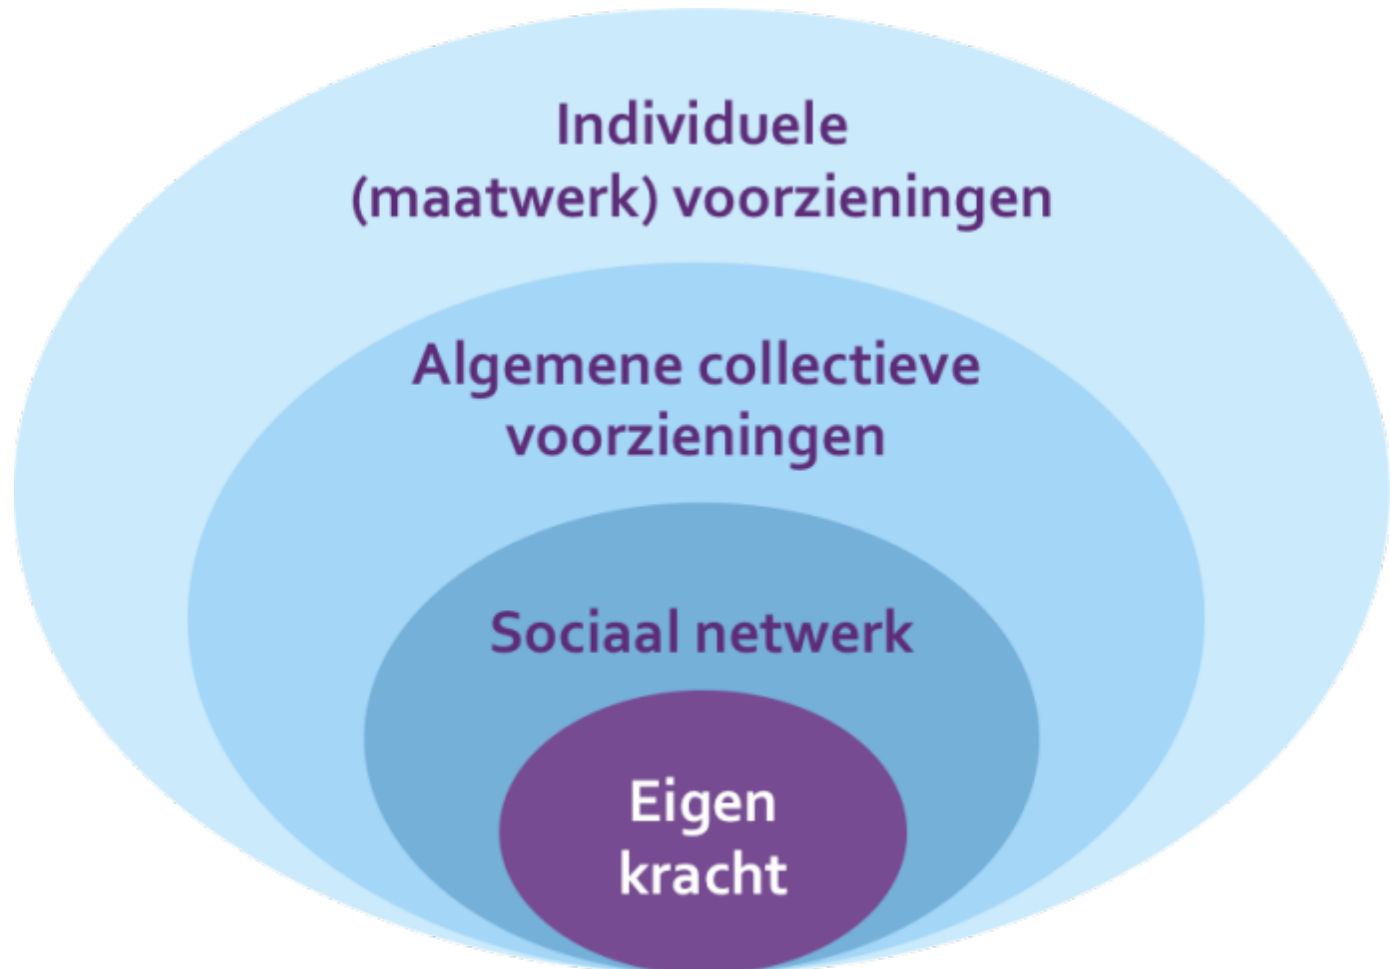 Individuele
(maatwerk) voorzieningen
Algemene collectieve
voorzieningen
Sociaal netwerk
Eigen
kracht